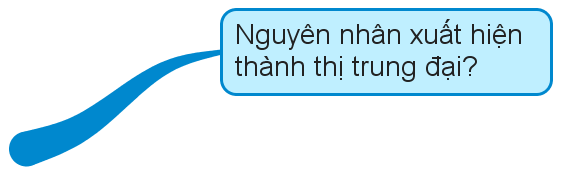 Nguyên nhân xuất hiện
thành thị trung đại?